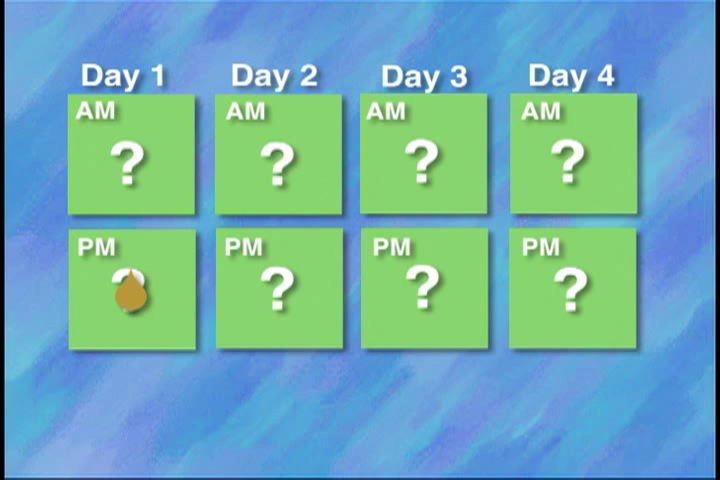 Day 1 Day 2 Day 3 Day 4
AM AM AM AM
? ? ? ?
PM PM PM PM
? ? ? ?